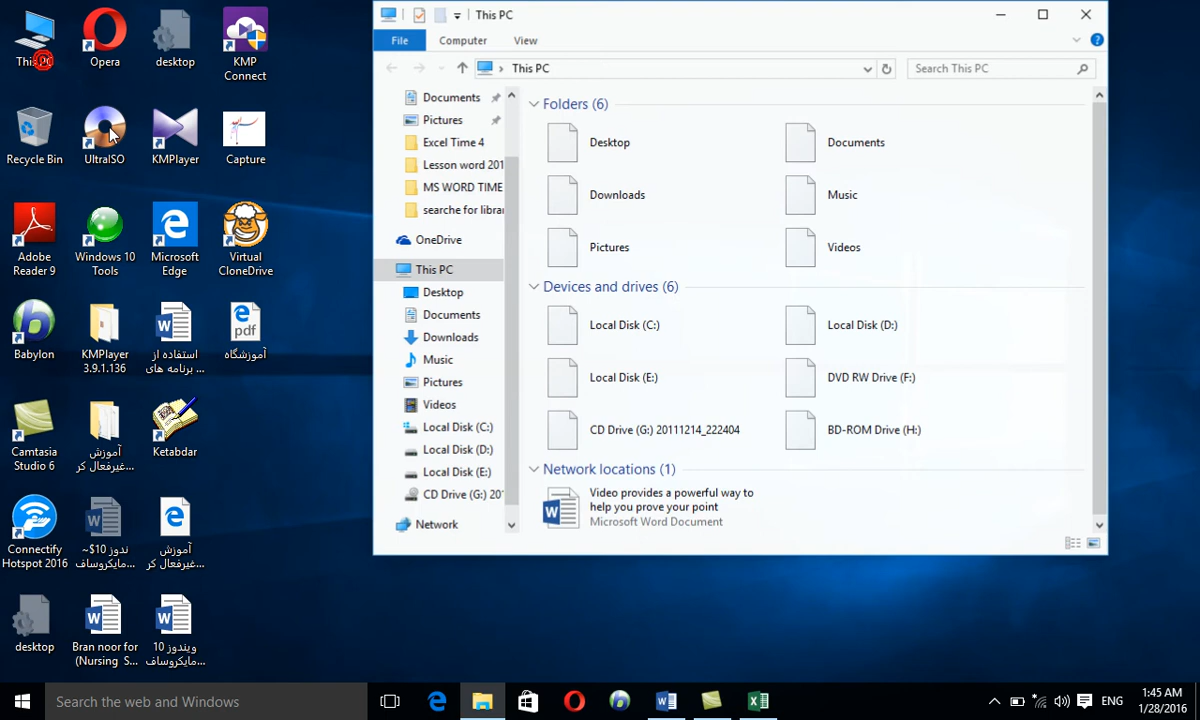 This PC
Opera
desktop
KMP
Connect
Recycle Bin
UltraISO
KMPlayer
Capture
Adobe
Reader 9
Windows 10
Tools
Microsoft
Edge
Virtual
CloneDrive
Babylon
KMPlayer
3.9.1.136
استفاده از
برنامه های ...
آموزشگاه
pdf
Camtasia
Studio 6
آموزش
غیرفعال کر...
Ketabdar
Connectify
Hotspot 2016
~$ندوز 10
مایکروساف...
آموزش
غیرفعال کر...
desktop
Bran noor for
(Nursing S...
ویندوز 10
مایکروساف...
This PC
File
Computer
View
This PC
Search This PC
Documents
Pictures
Excel Time 4
Lesson word 201
MS WORD TIME
searche for librar
OneDrive
This PC
Desktop
Documents
Downloads
Music
Pictures
Videos
Local Disk (C:)
Local Disk (D:)
Local Disk (E:)
CD Drive (G:) 20
Network
Folders (6)
Desktop
Documents
Downloads
Music
Pictures
Videos
Devices and drives (6)
Local Disk (C:)
Local Disk (D:)
Local Disk (E:)
DVD RW Drive (F:)
CD Drive (G:) 20111214_222404
BD-ROM Drive (H:)
Network locations (1)
Video provides a powerful way to
help you prove your point
Microsoft Word Document
Search the web and Windows
ENG
1:45 AM
1/28/2016